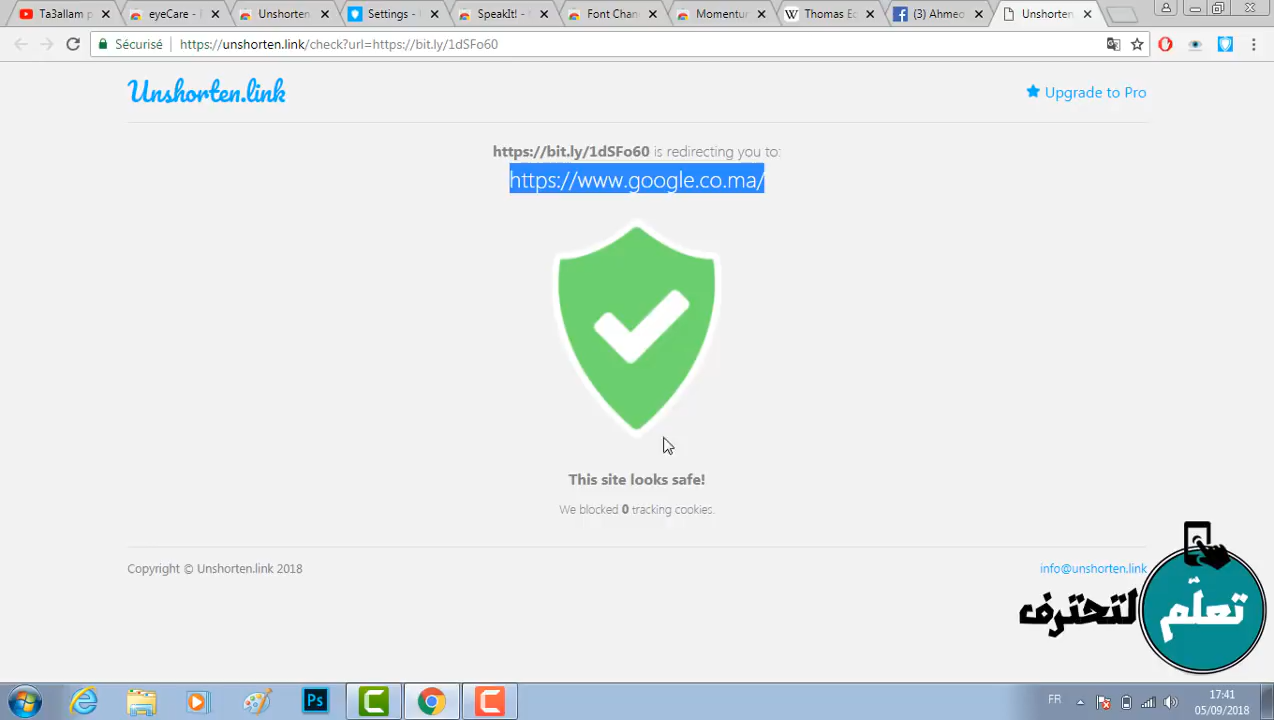 Ta3allam p
eyeCare - 
Unshorten
Settings - 
SpeakIt! - 
Font Chan
Momentur
Thomas Ec
(3) Ahmed
Unshorten
Sécurisé https://unshorten.link/check?url=https://bit.ly/1dSFo60
Unshorten.link
Upgrade to Pro
https://bit.ly/1dSFo60 is redirecting you to:
https://www.google.co.ma/
This site looks safe!
We blocked 0 tracking cookies.
Copyright © Unshorten.link 2018
info@unshorten.link
تعلّم
لتحترف
Ps
FR
17:41
05/09/2018